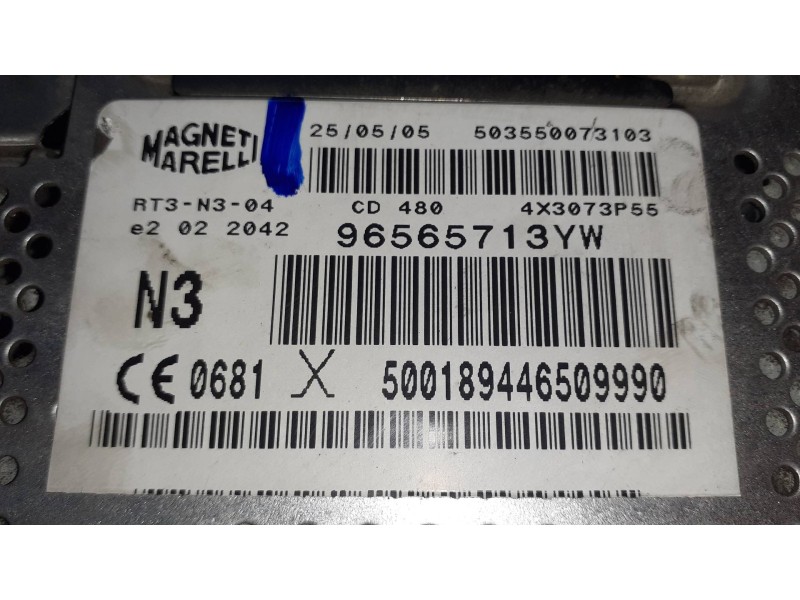 MAGNETI
MARELLI
25/05/05 503550073103
RT3-N3-04 CD 480 4X3073P55
e2 02 2042 96565713YW
N3
CE 0681 X 500189446509990